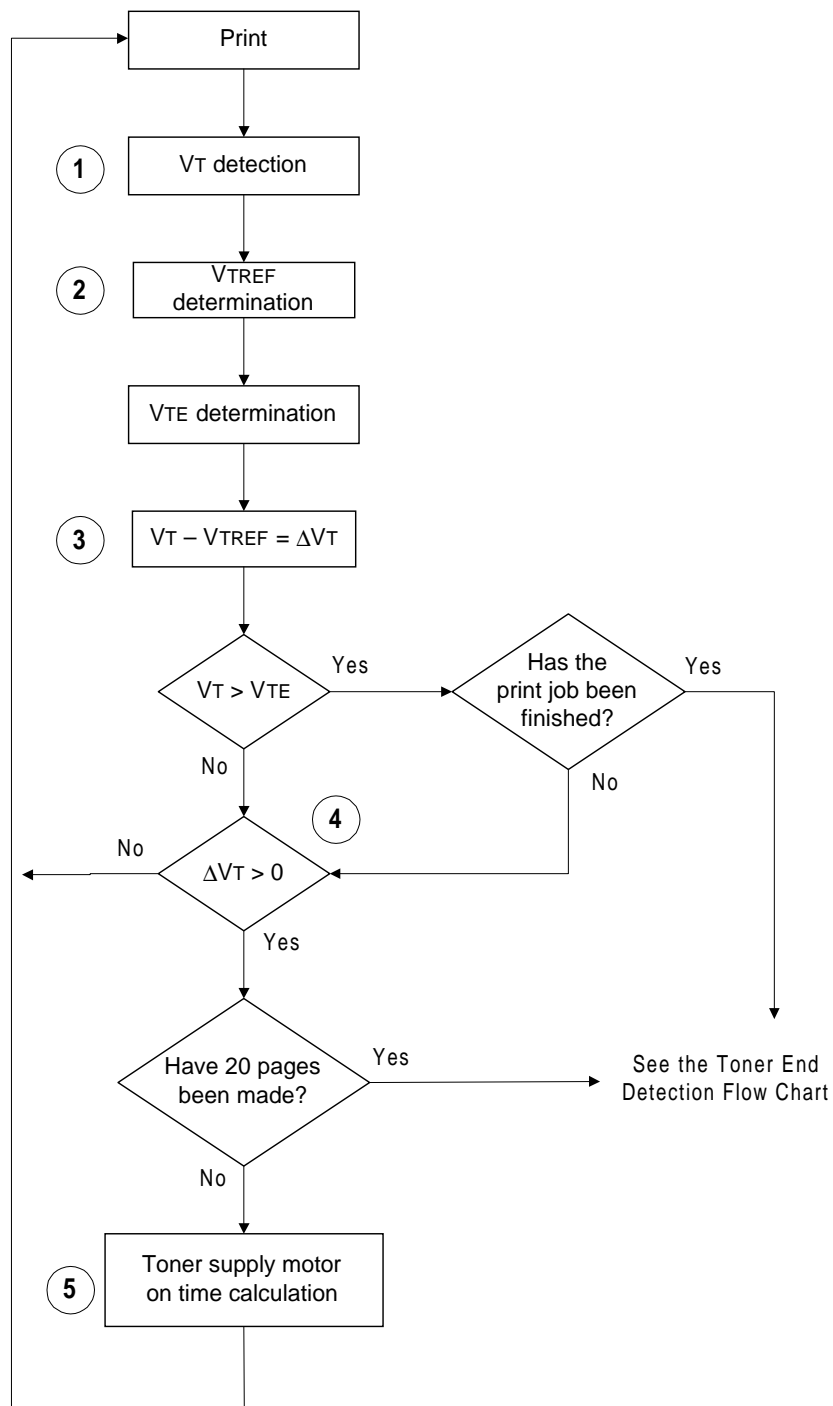 Print
1
VT detection
2
VTREF
determination
VTE determination
3
VT – VTREF = ΔVT
VT > VTE
Yes
Has the
print job been
finished?
Yes
No
No
4
No
ΔVT > 0
Yes
Have 20 pages
been made?
Yes
See the Toner End
Detection Flow Chart
No
5
Toner supply motor
on time calculation